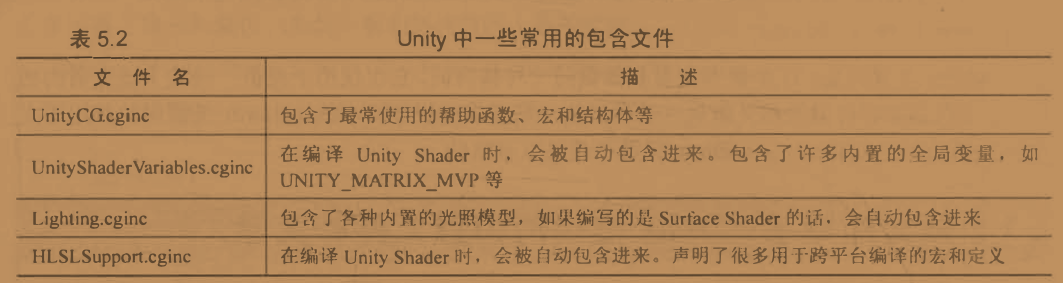 表 5.2 Unity 中一些常用的包含文件
文 件 名 描 述
UnityCG.cginc 包含了最常使用的帮助函数、宏和结构体等
UnityShaderVariables.cginc 在编译 Unity Shader 时，会被自动包含进来。包含了许多内置的全局变量，如
UNITY_MATRIX_MVP 等
Lighting.cginc 包含了各种内置的光照模型，如果编写的是 Surface Shader 的话，会自动包含进来
HLSLSupport.cginc 在编译 Unity Shader 时，会被自动包含进来。声明了很多用于跨平台编译的宏和定义